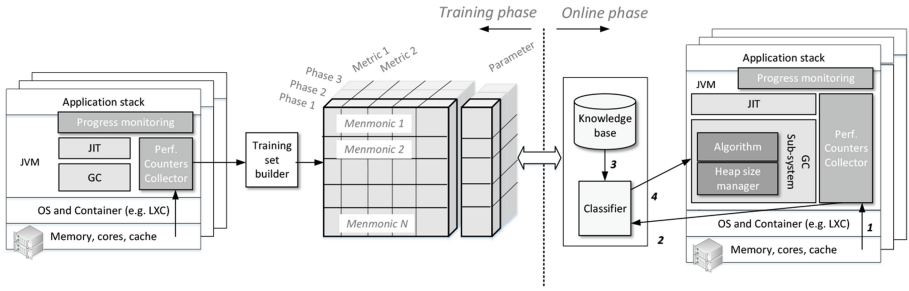 Training phase
Online phase
Metric 1
Metric 2
Parameter
Phase 3
Phase 2
Phase 1
Application stack
Progress monitoring
JVM
JIT
GC
Perf.
Counters
Collector
OS and Container (e.g. LXC)
Memory, cores, cache
Training
set
builder
Menmonic 1
Menmonic 2
Menmonic N
Knowledge
base
3
Classifier
4
2
Application stack
Progress monitoring
JVM
JIT
Algorithm
Heap size
manager
GC
Sub-system
Perf.
Counters
Collector
OS and Container (e.g. LXC)
1
Memory, cores, cache